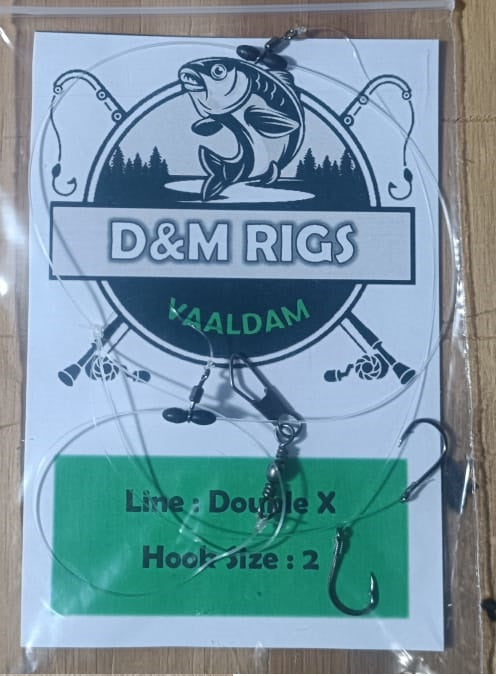 D&M RIGS
VAALDAM
Line : Double X
Hook Size : 2